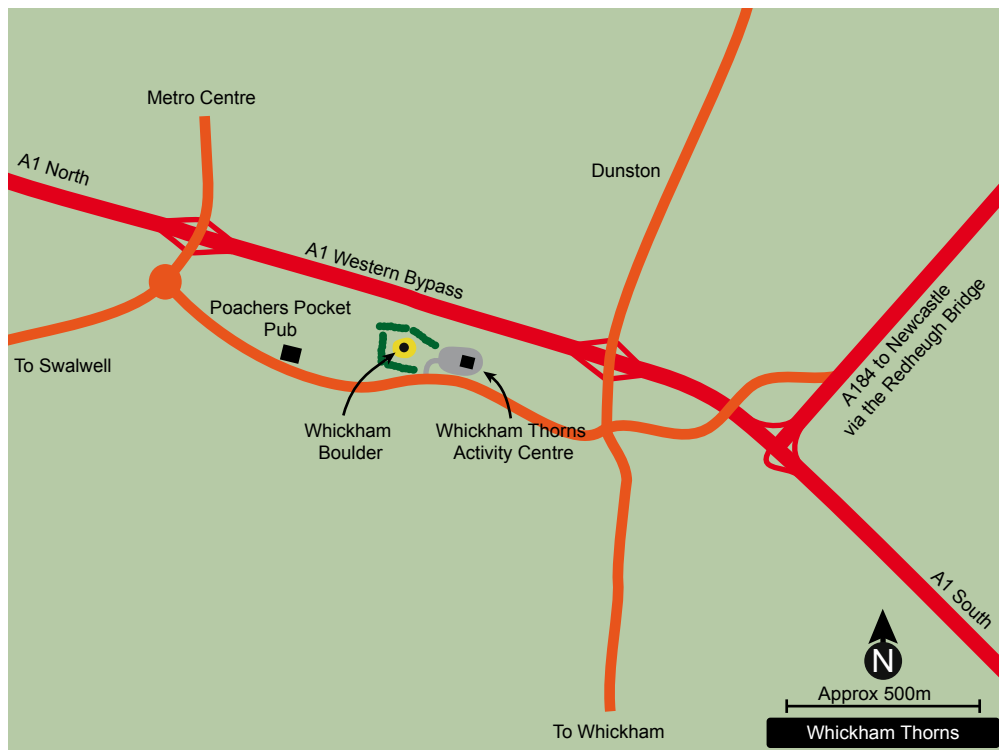 Metro Centre
A1 North
Dunston
A1 Western Bypass
Poachers Pocket
Pub
To Swalwell
A184 to Newcastle
via the Redheugh Bridge
Whickham
Boulder
Whickham Thorns
Activity Centre
A1 South
N
Approx 500m
To Whickham
Whickham Thorns